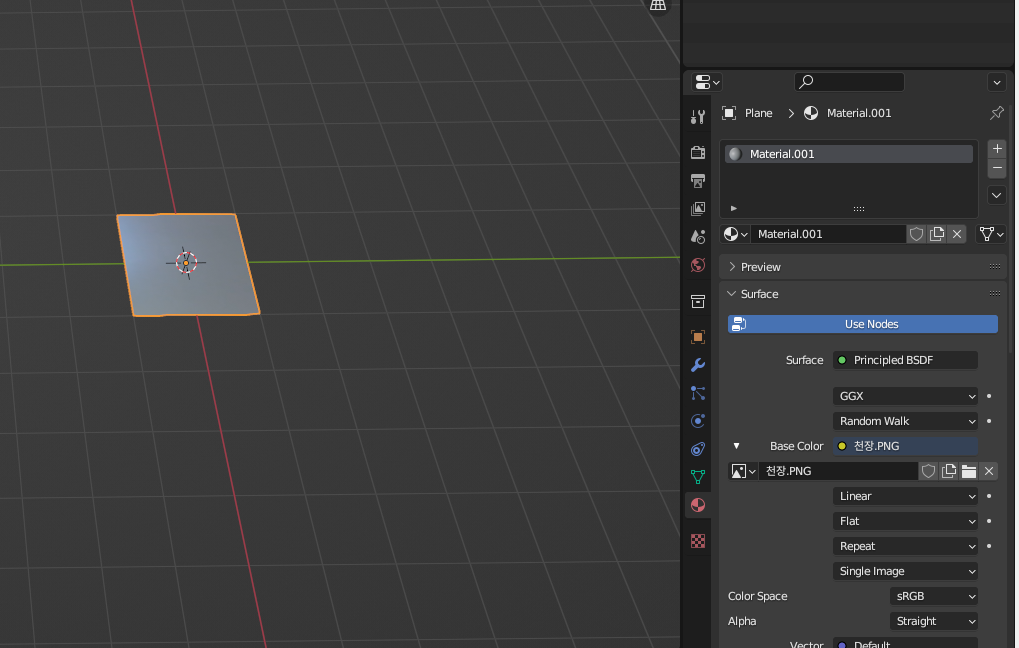 Plane > Material.001
Material.001
Material.001
Preview
Surface
Use Nodes
Surface Principled BSDF
GGX
Random Walk
Base Color 천장.PNG
천장.PNG
Linear
Flat
Repeat
Single Image
Color Space sRGB
Alpha Straight
Vector Default